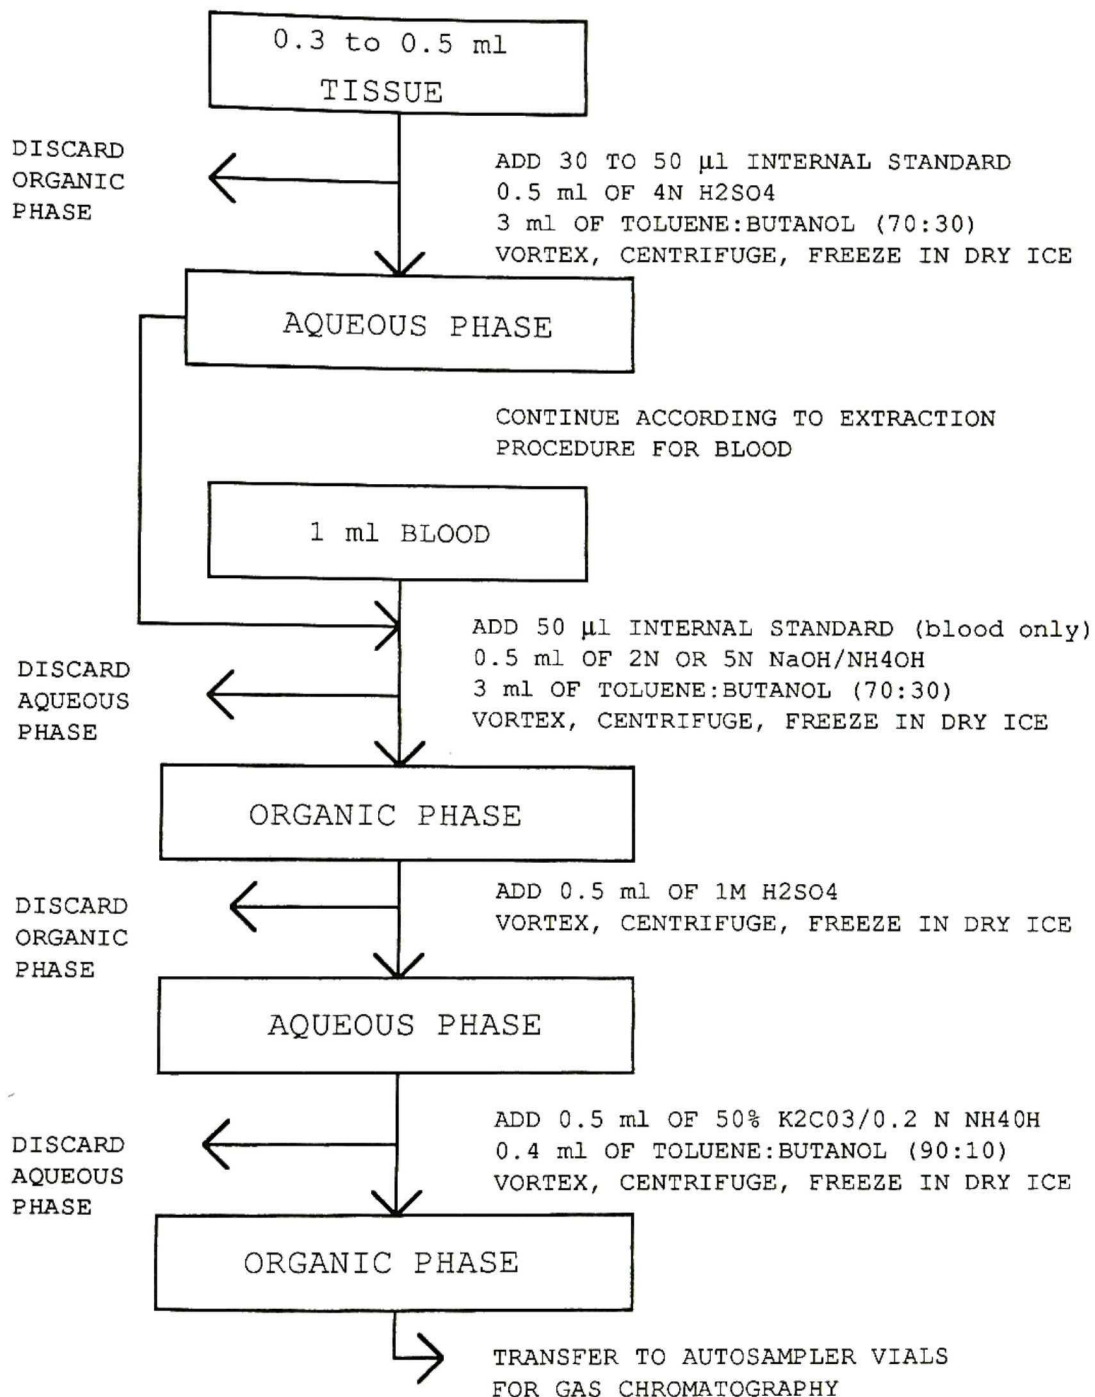 0.3 to 0.5 ml
TISSUE
DISCARD
ORGANIC
PHASE
ADD 30 TO 50 µl INTERNAL STANDARD
0.5 ml OF 4N H2SO4
3 ml OF TOLUENE:BUTANOL (70:30)
VORTEX, CENTRIFUGE, FREEZE IN DRY ICE
AQUEOUS PHASE
CONTINUE ACCORDING TO EXTRACTION
PROCEDURE FOR BLOOD
1 ml BLOOD
ADD 50 µl INTERNAL STANDARD (blood only)
0.5 ml OF 2N OR 5N NaOH/NH4OH
3 ml OF TOLUENE:BUTANOL (70:30)
VORTEX, CENTRIFUGE, FREEZE IN DRY ICE
DISCARD
AQUEOUS
PHASE
ORGANIC PHASE
ADD 0.5 ml OF 1M H2SO4
VORTEX, CENTRIFUGE, FREEZE IN DRY ICE
DISCARD
ORGANIC
PHASE
AQUEOUS PHASE
ADD 0.5 ml OF 50% K2CO3/0.2 N NH4OH
0.4 ml OF TOLUENE:BUTANOL (90:10)
VORTEX, CENTRIFUGE, FREEZE IN DRY ICE
DISCARD
AQUEOUS
PHASE
ORGANIC PHASE
TRANSFER TO AUTOSAMPLER VIALS
FOR GAS CHROMATOGRAPHY